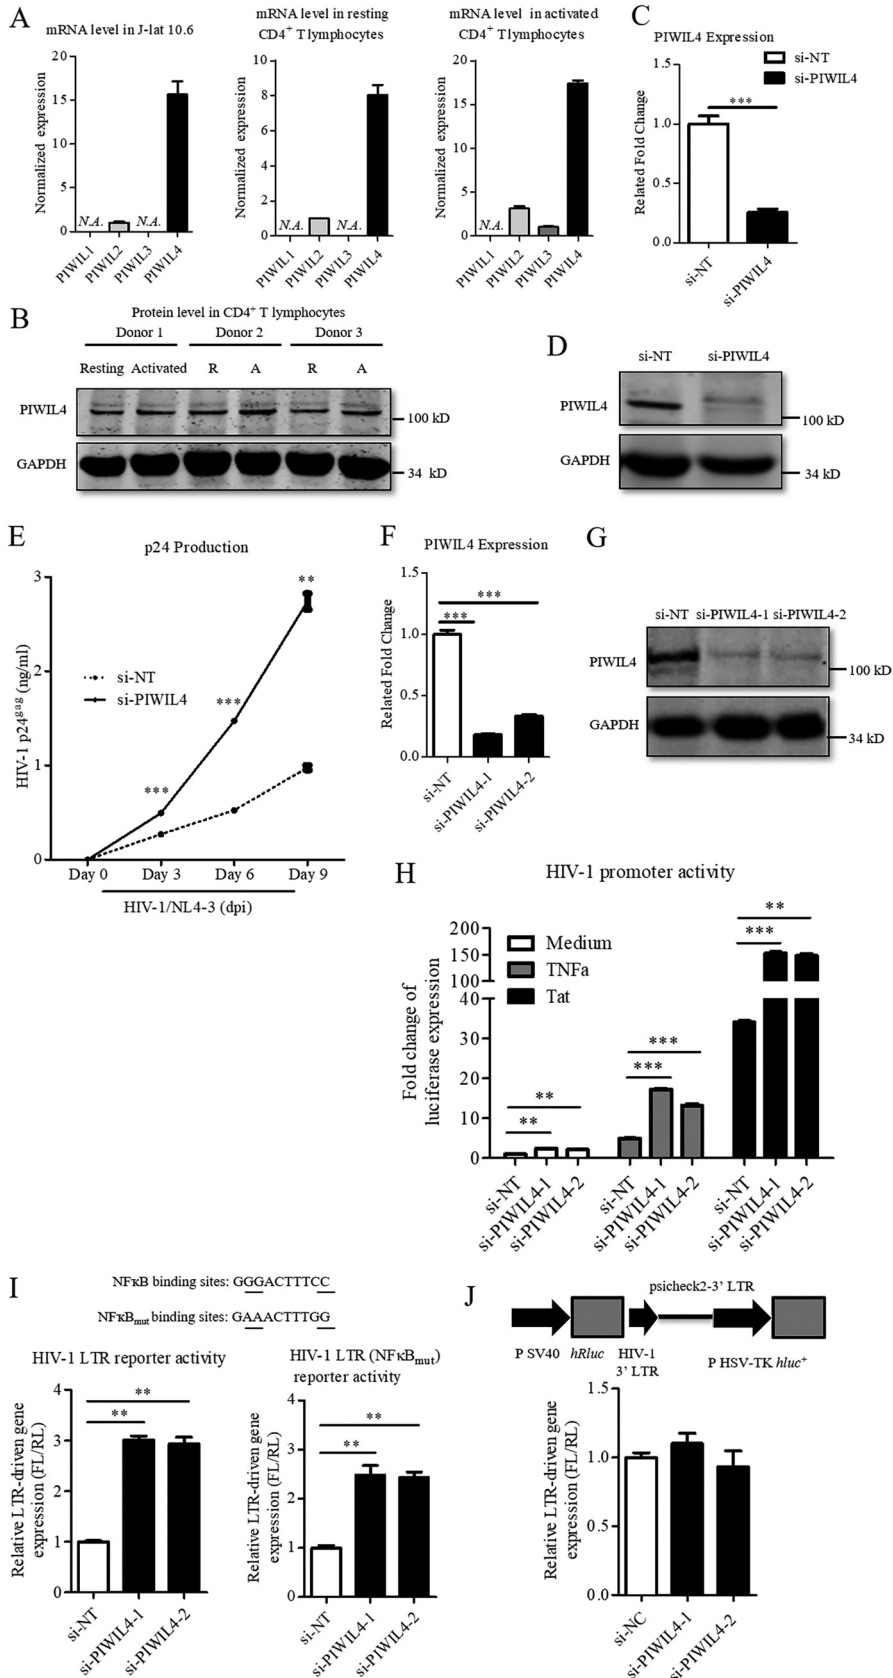 A
mRNA level in J-lat 10.6
Normalized expression
20
15
10
5
0
N.A.
N.A.
PIWIL1
PIWIL2
PIWIL3
PIWIL4
mRNA level in resting
CD4+ T lymphocytes
Normalized expression
10
8
6
4
2
0
N.A.
N.A.
PIWIL1
PIWIL2
PIWIL3
PIWIL4
mRNA level in activated
CD4+ T lymphocytes
Normalized expression
20
15
10
5
0
N.A.
PIWIL1
PIWIL2
PIWIL3
PIWIL4
C
PIWIL4 Expression
si-NT
si-PIWIL4
Related Fold Change
1.5
1.0
0.5
0.0
***
si-NT
si-PIWIL4
B
Protein level in CD4+ T lymphocytes
Donor 1 Donor 2 Donor 3
Resting Activated R A R A
PIWIL4
100 kD
GAPDH
34 kD
D
si-NT si-PIWIL4
PIWIL4
100 kD
GAPDH
34 kD
E
p24 Production
HIV-1 p24gag (ng/ml)
3
2
1
0
si-NT
si-PIWIL4
***
***
**
Day 0 Day 3 Day 6 Day 9
HIV-1/NL4-3 (dpi)
F
PIWIL4 Expression
Related Fold Change
1.5
1.0
0.5
0.0
***
***
si-NT
si-PIWIL4-1
si-PIWIL4-2
G
si-NT si-PIWIL4-1 si-PIWIL4-2
PIWIL4
100 kD
GAPDH
34 kD
H
HIV-1 promoter activity
Fold change of
luciferase expression
200
150
100
40
30
20
10
0
Medium
TNFa
Tat
**
**
***
***
**
***
si-NT
si-PIWIL4-1
si-PIWIL4-2
si-NT
si-PIWIL4-1
si-PIWIL4-2
si-NT
si-PIWIL4-1
si-PIWIL4-2
I
NFκB binding sites: GGGACTTTCC
NFκBmut binding sites: GAAACTTTGG
HIV-1 LTR reporter activity
Relative LTR-driven gene
expression (FL/RL)
4
3
2
1
0
**
**
si-NT
si-PIWIL4-1
si-PIWIL4-2
HIV-1 LTR (NFκBmut)
reporter activity
Relative LTR-driven gene
expression (FL/RL)
4
3
2
1
0
**
**
si-NT
si-PIWIL4-1
si-PIWIL4-2
J
psicheck2-3' LTR
P SV40 hRluc HIV-1
3' LTR
P HSV-TK hluc+
Relative LTR-driven gene
expression (FL/RL)
1.5
1.0
0.5
0.0
si-NC
si-PIWIL4-1
si-PIWIL4-2